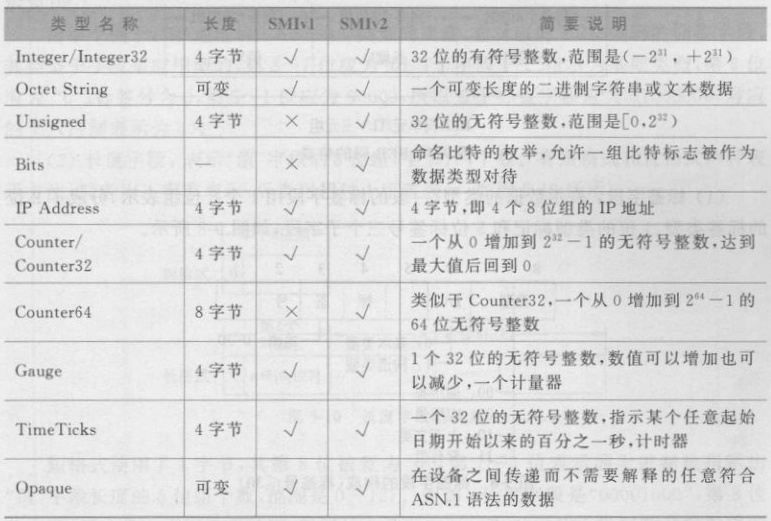 类型名称 长度 SMIv1 SMIv2 简要说明
Integer/Integer32 4字节 √ √ 32位的有符号整数,范围是(−2³¹, +2³¹)
Octet String 可变 √ √ 一个可变长度的二进制字符串或文本数据
Unsigned 4字节 × √ 32位的无符号整数,范围是[0,2³²)
Bits — × √ 命名比特的枚举,允许一组比特标志被作为
数据类型对待
IP Address 4字节 √ √ 4字节,即4个8位组的IP地址
Counter/
Counter32 4字节 √ √ 一个从0增加到2³²−1的无符号整数,达到
最大值后回到0
Counter64 8字节 × √ 类似于Counter32,一个从0增加到2⁶⁴−1的
64位无符号整数
Gauge 4字节 √ √ 1个32位的无符号整数,数值可以增加也可
以减少,一个计量器
TimeTicks 4字节 √ √ 一个32位的无符号整数,指示某个任意起始
日期开始以来的百分之一秒,计时器
Opaque 可变 √ √ 在设备之间传递而不需要解释的任意符合
ASN.1语法的数据